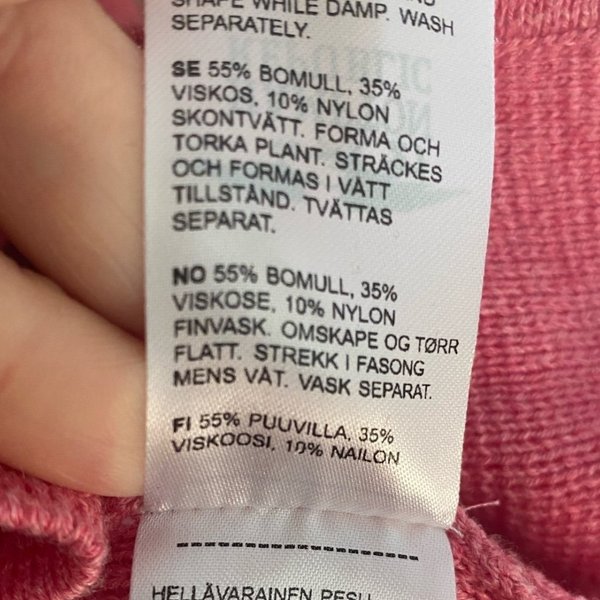 SHAPE WHILE DAMP. WASH
SEPARATELY.
SE 55% BOMULL, 35%
VISKOS, 10% NYLON
SKONTVÄTT. FORMA OCH
TORKA PLANT. STRÄCKES
OCH FORMAS I VÅTT
TILLSTÅND. TVÄTTAS
SEPARAT.
NO 55% BOMULL, 35%
VISKOSE, 10% NYLON
FINVASK. OMSKAPE OG TØRR
FLATT. STREKK I FASONG
MENS VÅT. VASK SEPARAT.
FI 55% PUUVILLA, 35%
VISKOOSI, 10% NAILON
HELLÄVARAINEN PESU